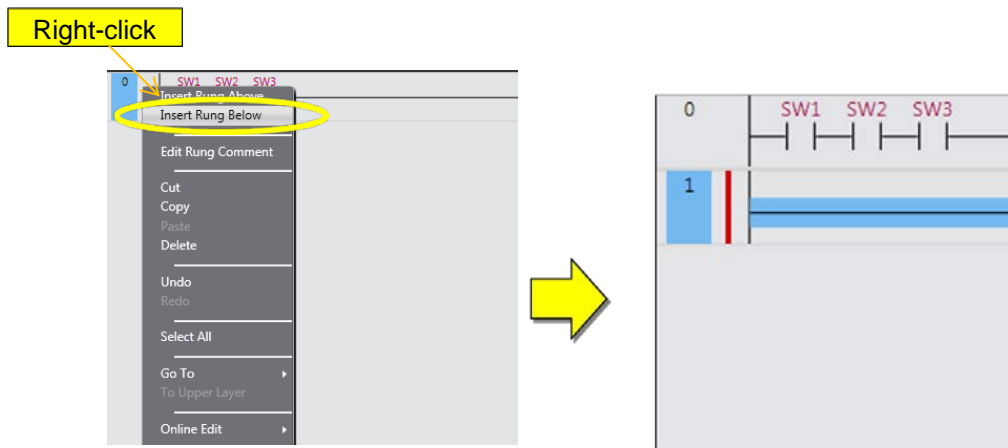 Right-click
0 SW1 SW2 SW3
Insert Rung Above
Insert Rung Below
Edit Rung Comment
Cut
Copy
Paste
Delete
Undo
Redo
Select All
Go To
To Upper Layer
Online Edit
0 SW1 SW2 SW3
1